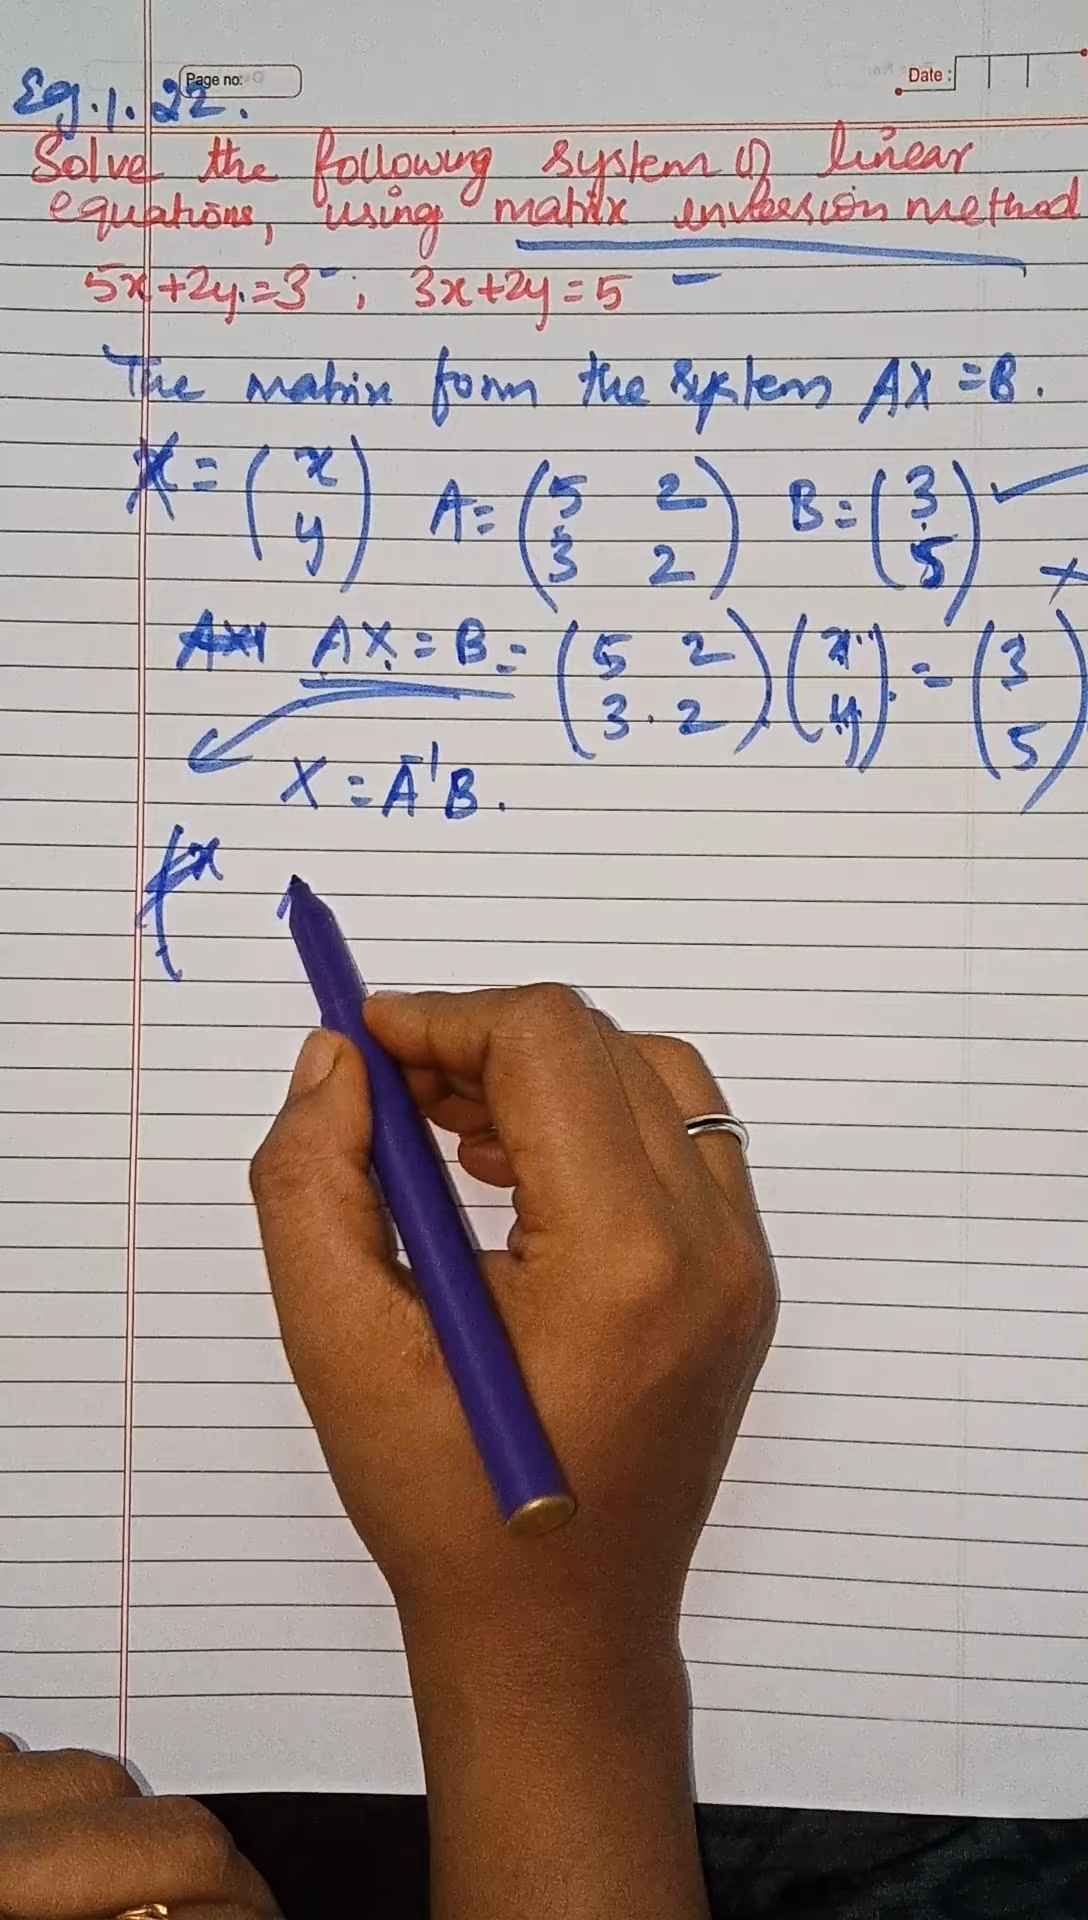 Page no:
Date :
Eg.1.22.
Solve the following system of linear
equations, using matrix inversion method
5x+2y=3 ; 3x+2y=5
The matrix form the system AX=B.
X = (x y) A = (5 2 3 2) B = (3 5)
AX = B = (5 2 3 2) (x y) = (3 5)
X = A⁻¹B.
(x